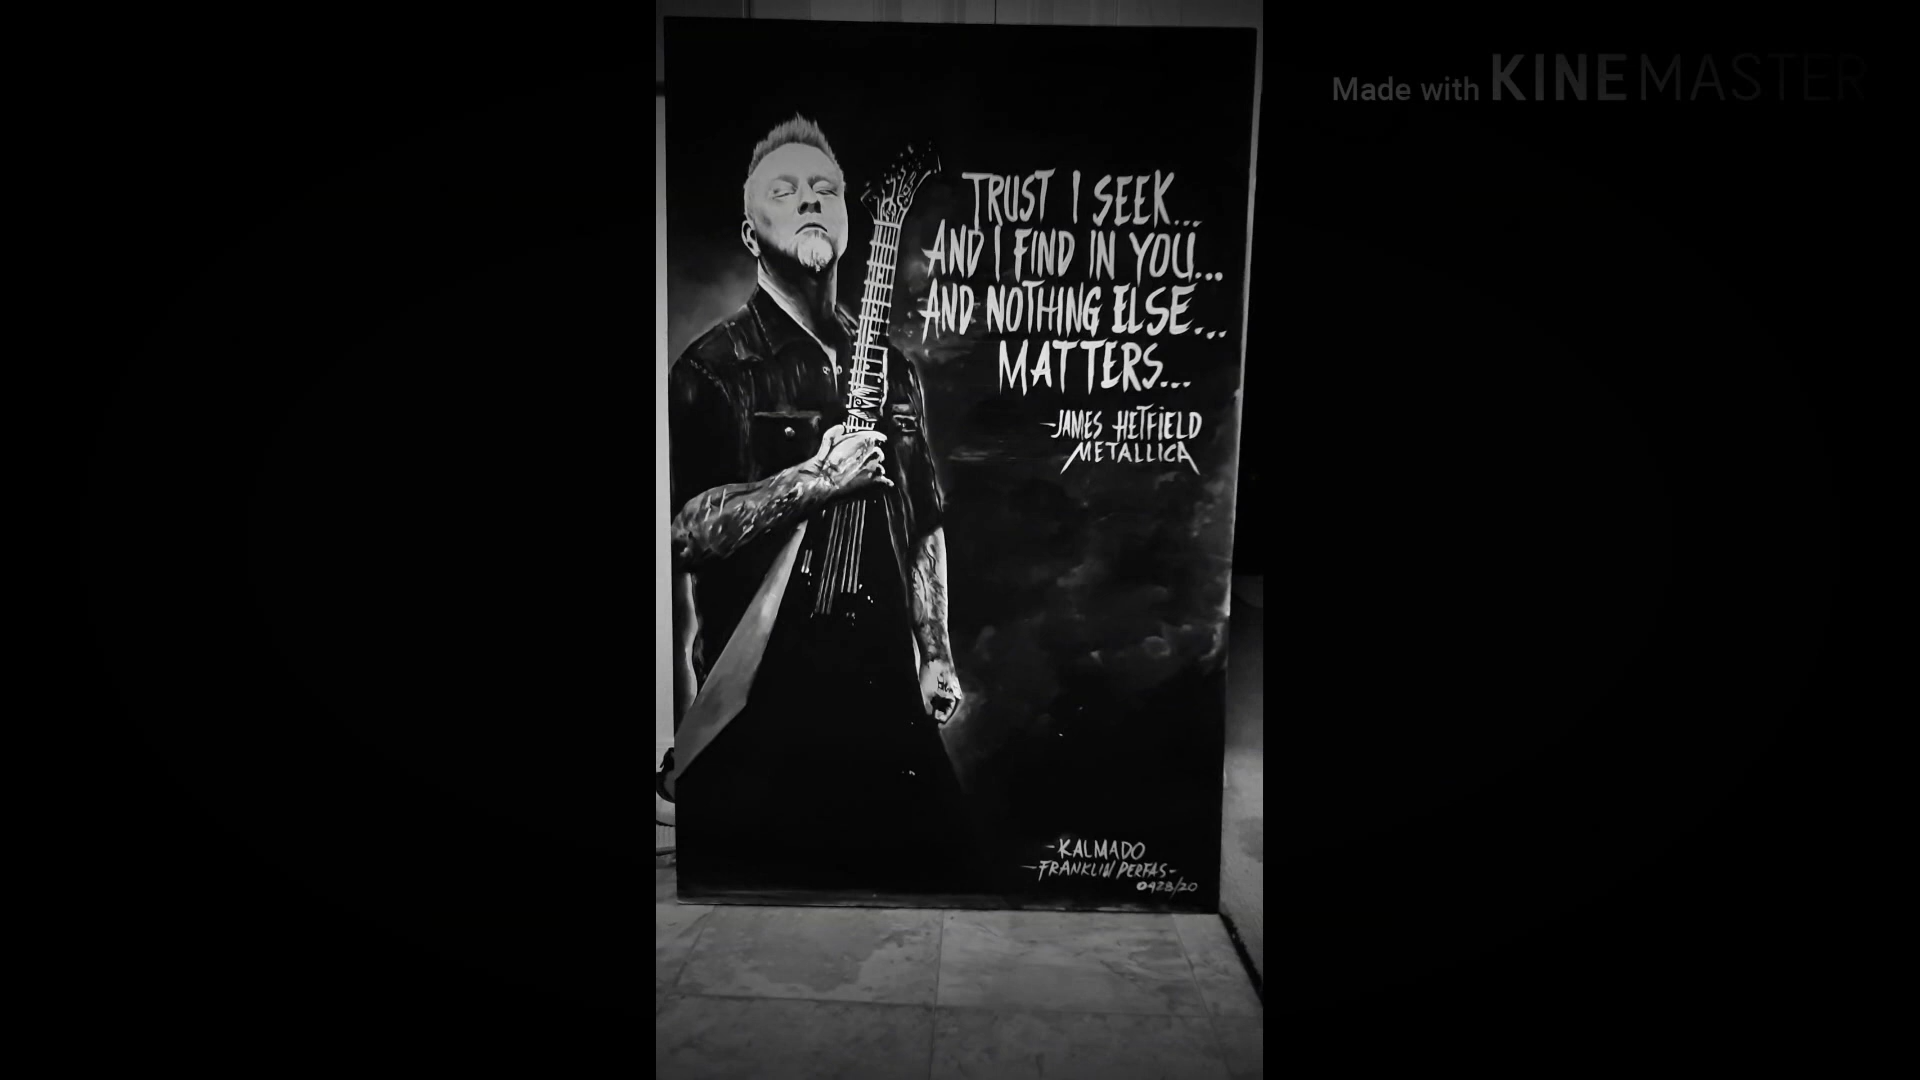 Made with KINEMASTER
TRUST I SEEK...
AND I FIND IN YOU...
AND NOTHING ELSE...
MATTERS...
-JAMES HETFIELD
METALLICA
-KALMADO
-FRANKLIN PERFAS-
0428/20